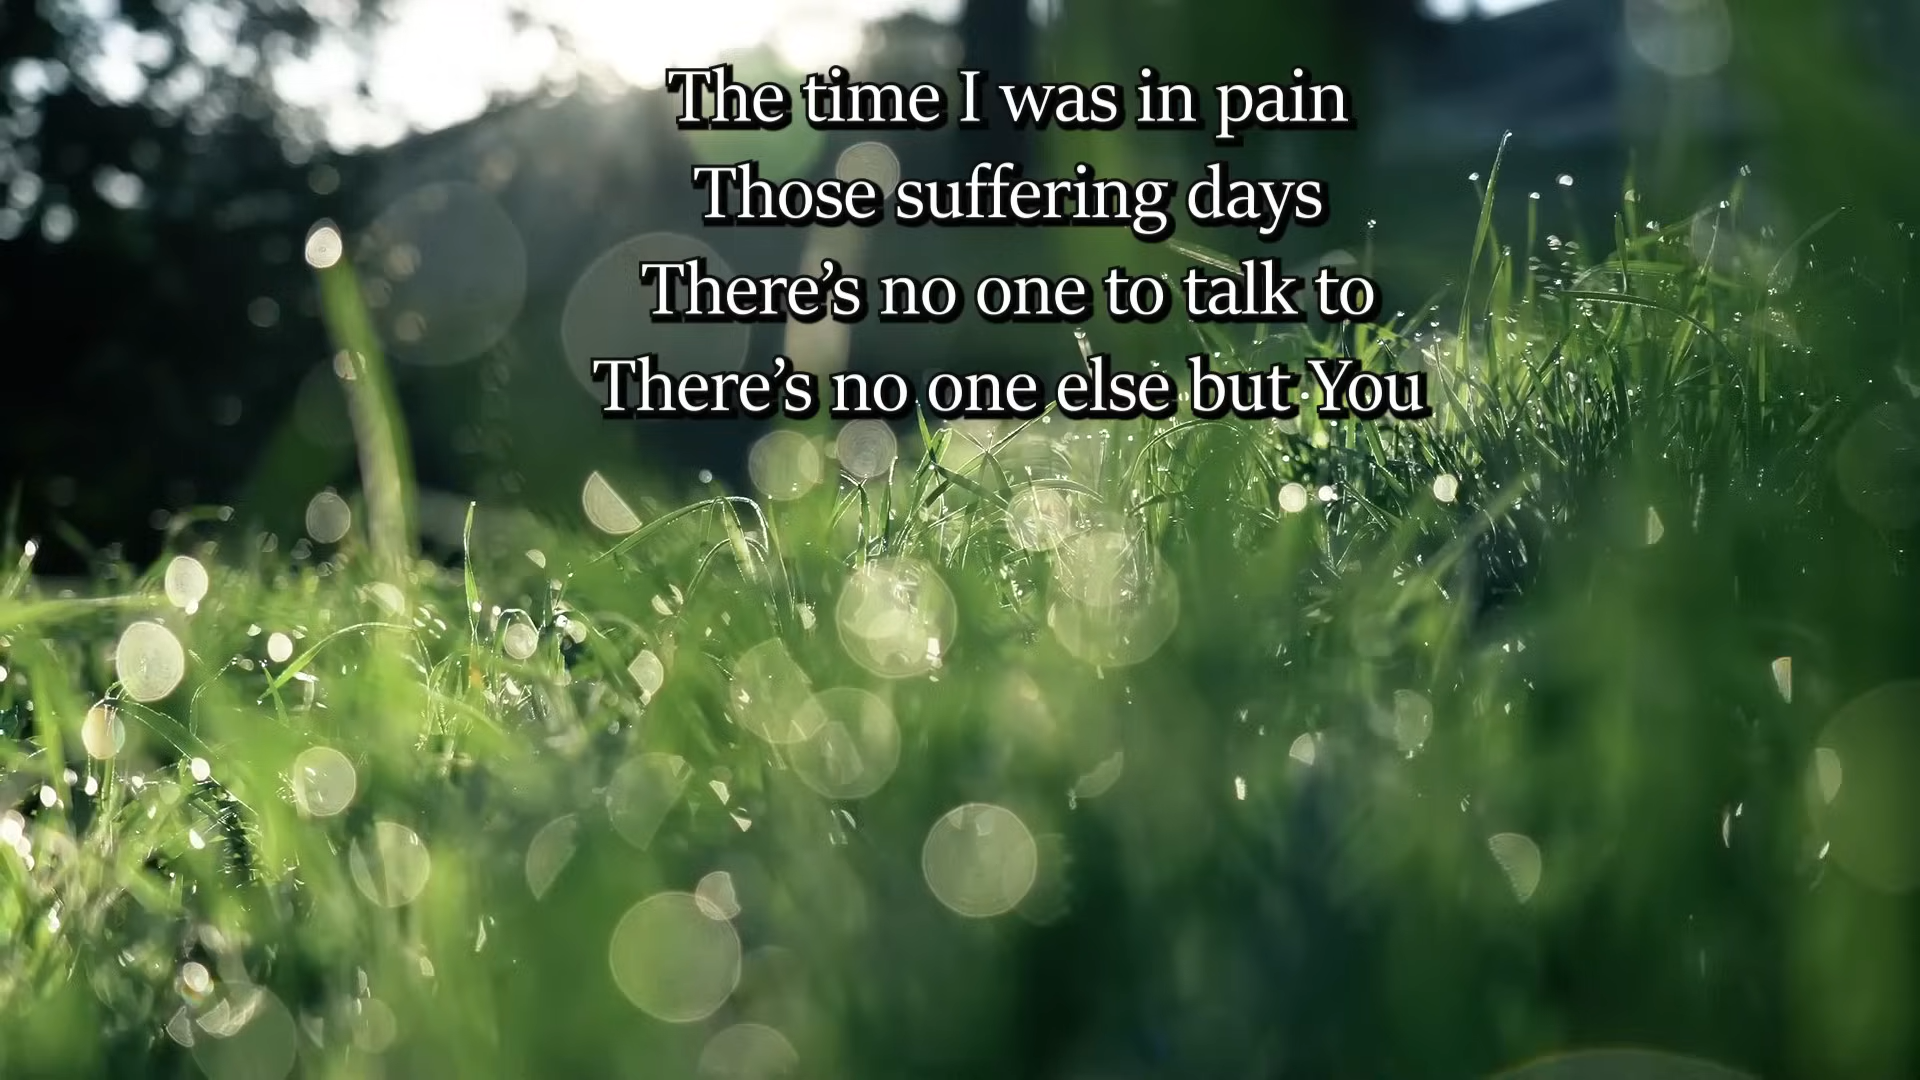 The time I was in pain
Those suffering days
There’s no one to talk to
There’s no one else but You